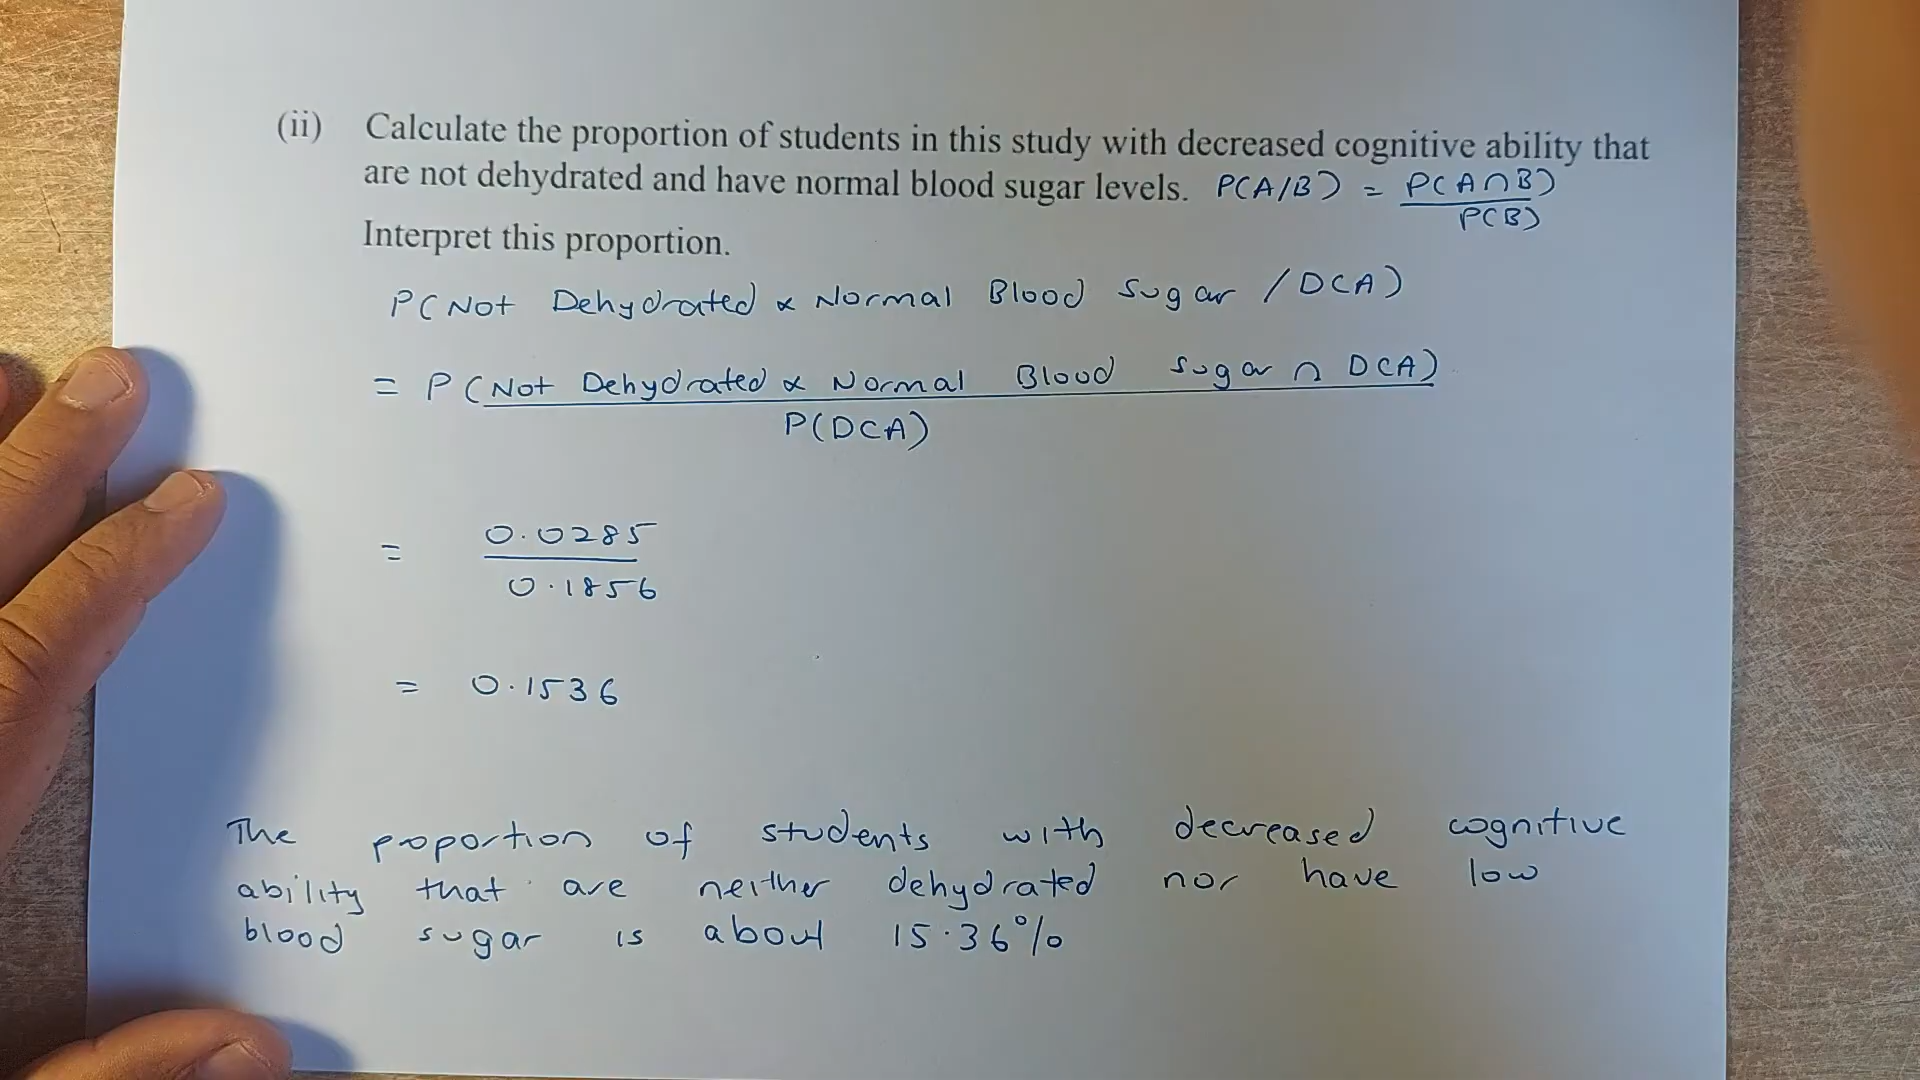 (ii) Calculate the proportion of students in this study with decreased cognitive ability that
are not dehydrated and have normal blood sugar levels. P(A/B) = P(A∩B)
P(B)
Interpret this proportion.
P(Not Dehydrated & Normal Blood Sugar / DCA)
= P(Not Dehydrated & Normal Blood Sugar ∩ DCA)
P(DCA)
= 0.0285
0.1856
= 0.1536
The proportion of students with decreased cognitive
ability that are neither dehydrated nor have low
blood sugar is about 15.36%